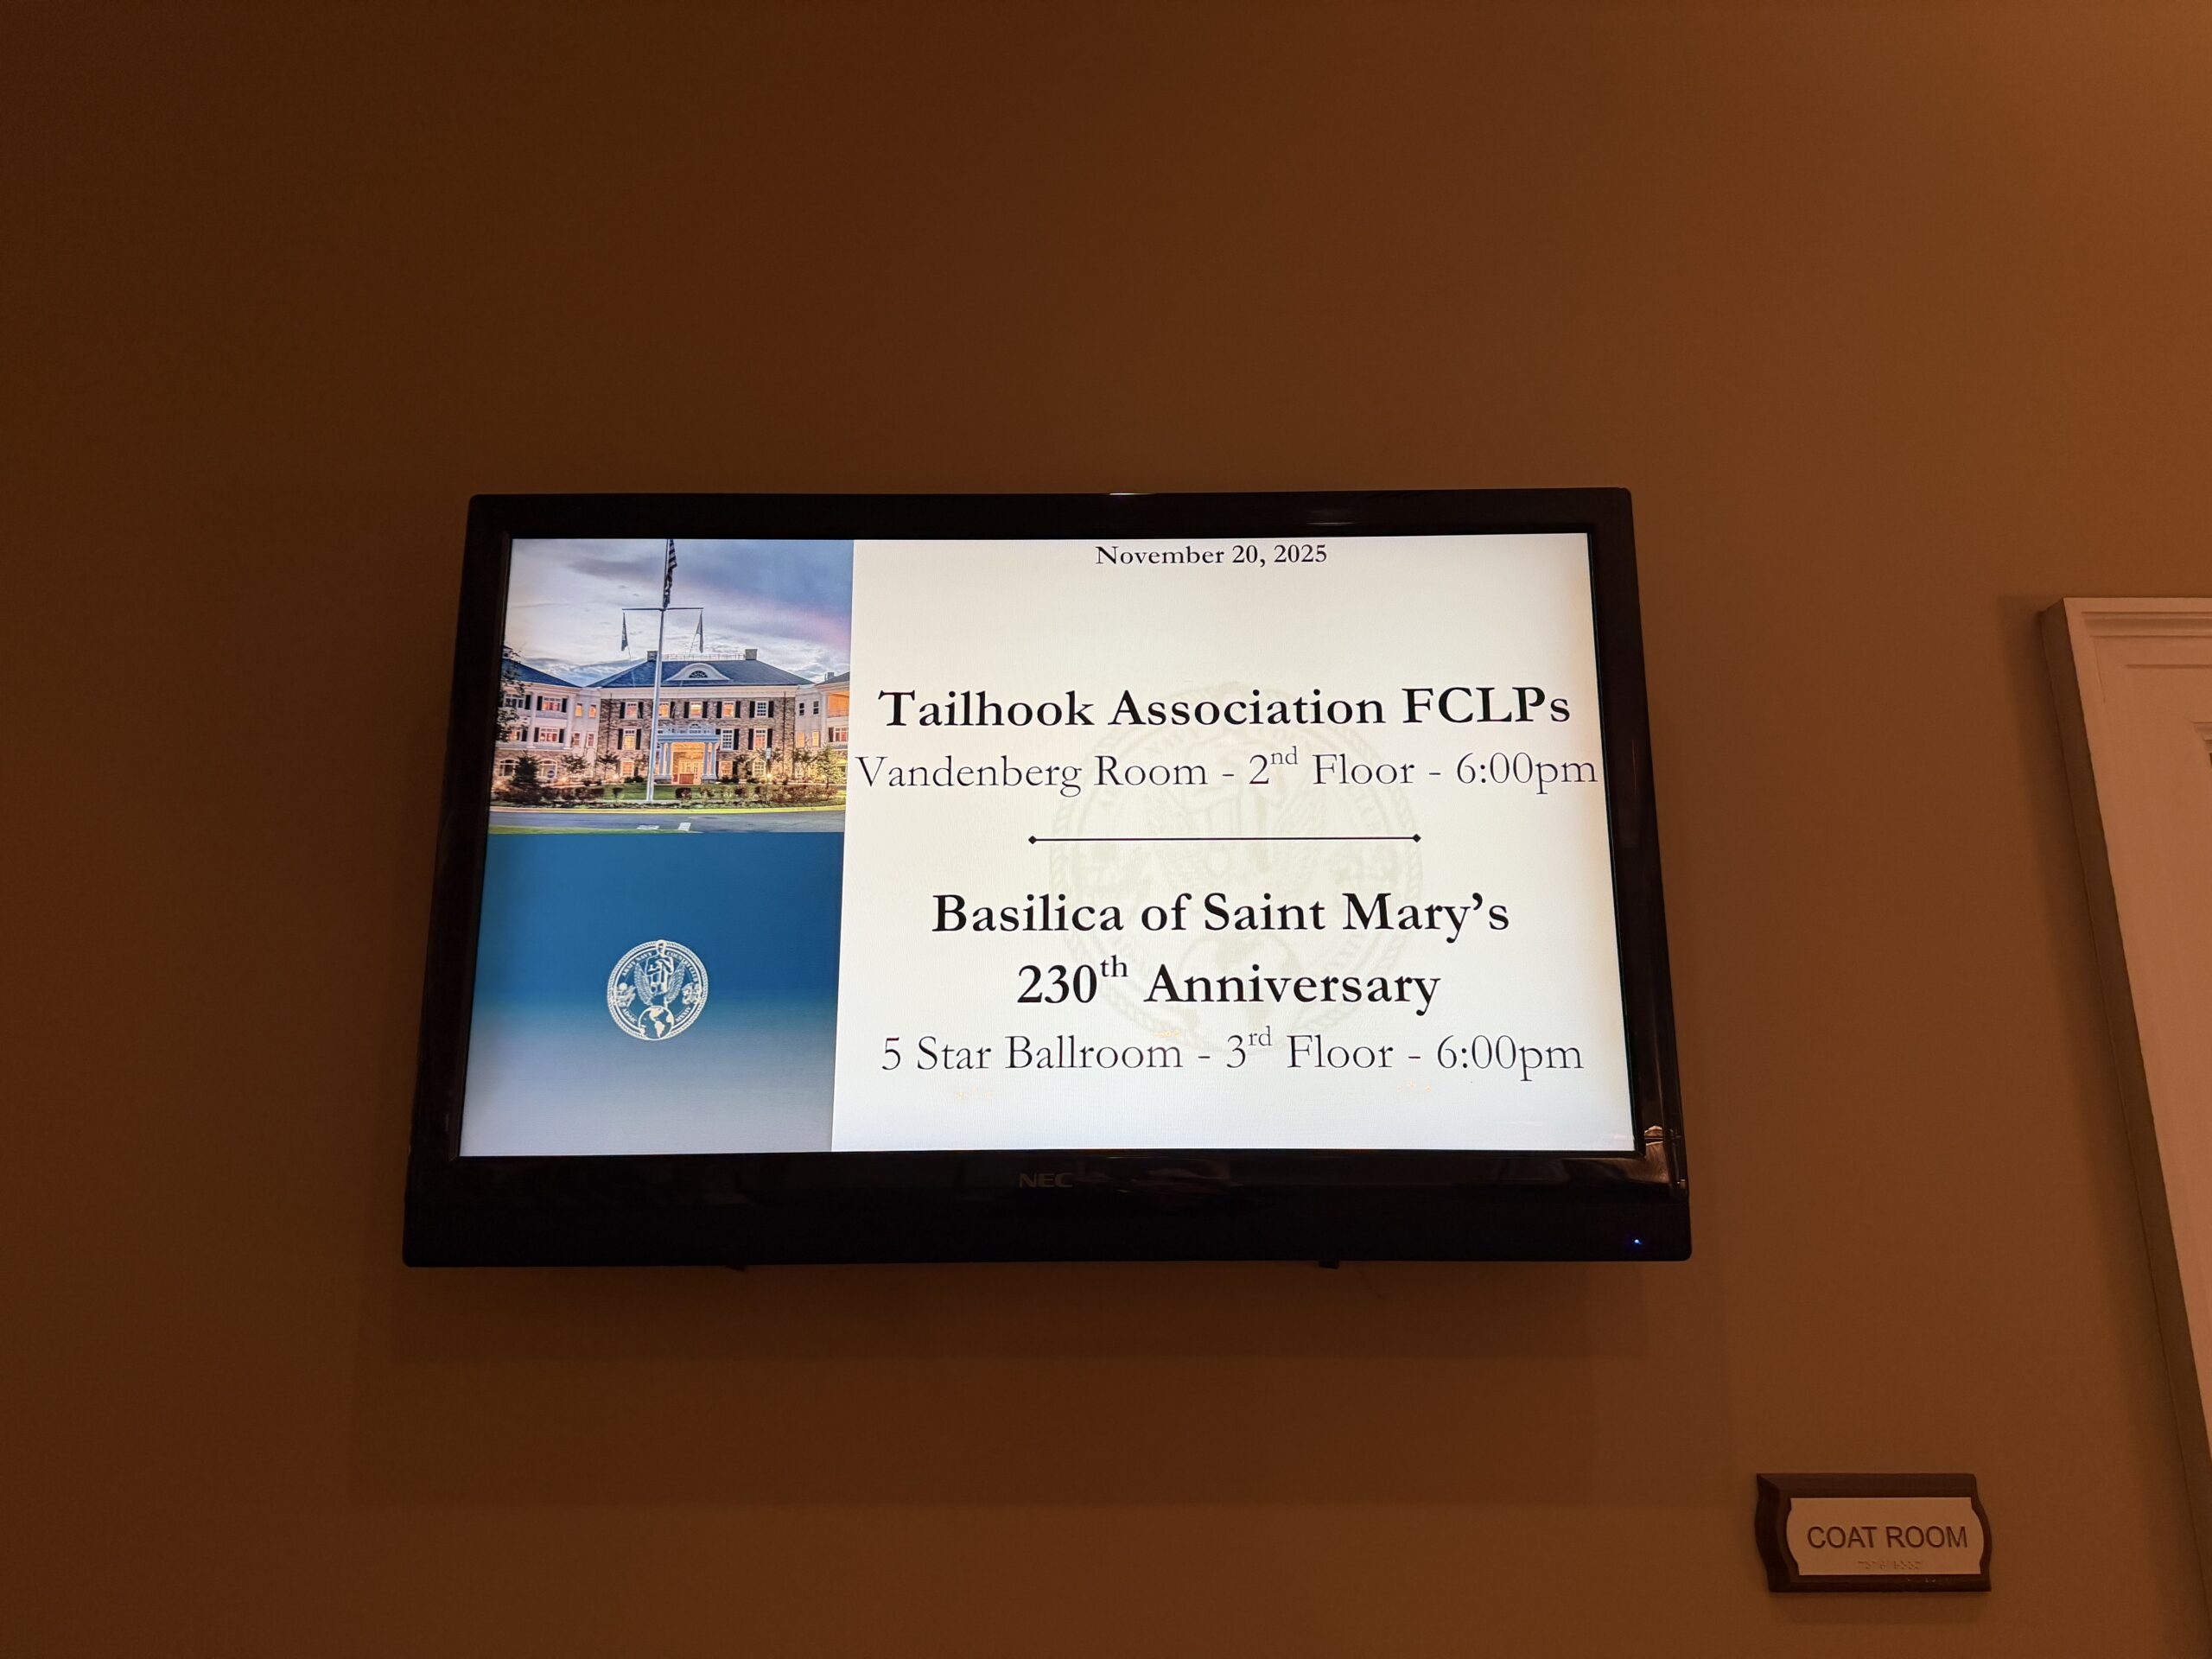 November 20, 2025
Tailhook Association FCLPs
Vandenberg Room - 2nd Floor - 6:00pm
Basilica of Saint Mary’s
230th Anniversary
5 Star Ballroom - 3rd Floor - 6:00pm
NEC
COAT ROOM